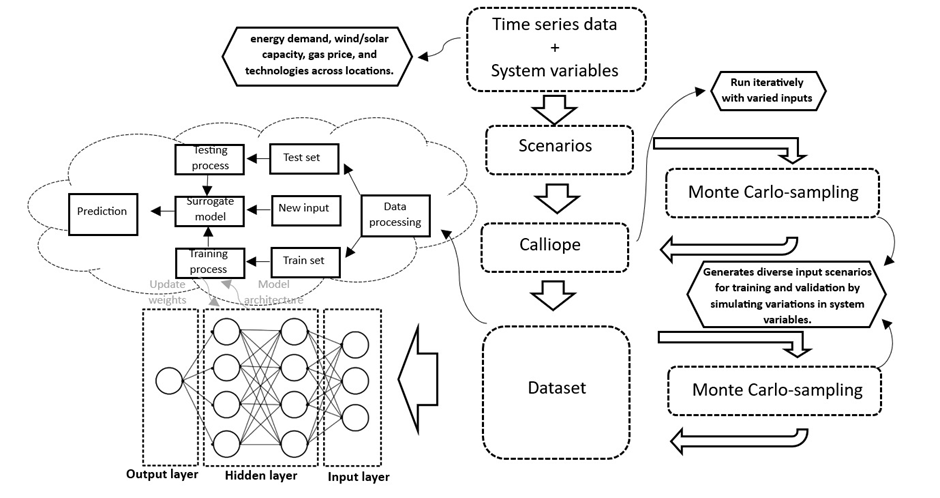 Time series data
+
System variables
energy demand, wind/solar
capacity, gas price, and
technologies across locations.
Run iteratively
with varied inputs
Scenarios
Monte Carlo-sampling
Calliope
Generates diverse input scenarios
for training and validation by
simulating variations in system
variables.
Dataset
Monte Carlo-sampling
Testing
process
Test set
Prediction
Surrogate
model
New input
Data
processing
Training
process
Train set
Update
weights
Model
architecture
Output layer
Hidden layer
Input layer